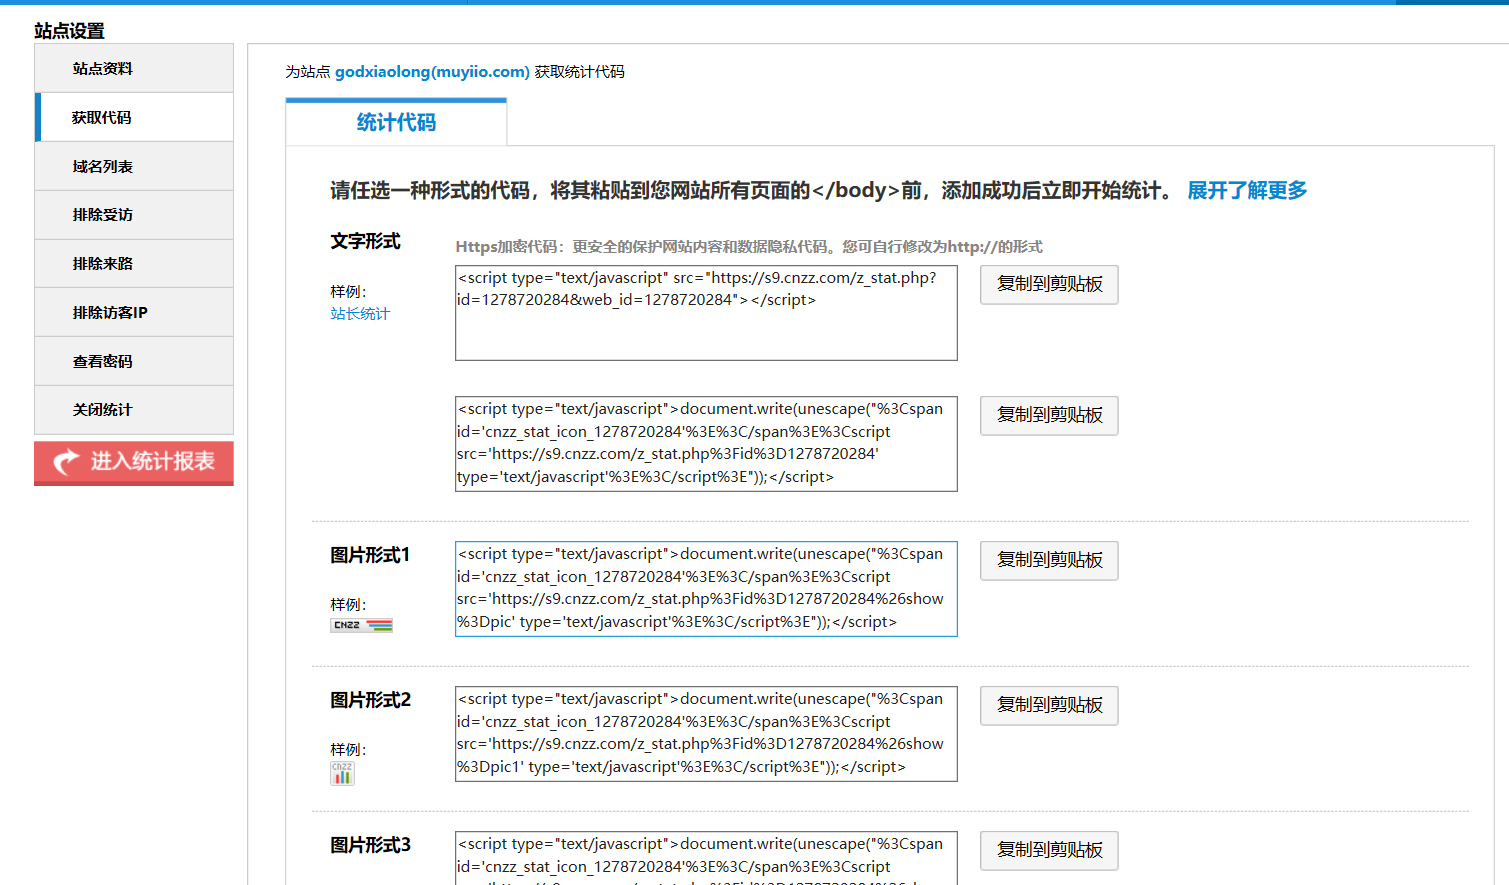 站点设置
站点资料
获取代码
域名列表
排除受访
排除来路
排除访客IP
查看密码
关闭统计
进入统计报表
为站点 godxiaolong(muyiio.com) 获取统计代码
统计代码
请任选一种形式的代码，将其粘贴到您网站所有页面的</body>前，添加成功后立即开始统计。 展开了解更多
文字形式
Https加密代码：更安全的保护网站内容和数据隐私代码。您可自行修改为http://的形式
样例：
站长统计
<script type="text/javascript" src="https://s9.cnzz.com/z_stat.php?
id=1278720284&web_id=1278720284"></script>
复制到剪贴板
<script type="text/javascript">document.write(unescape("%3Cspan
id='cnzz_stat_icon_1278720284'%3E%3C/span%3E%3Cscript
src='https://s9.cnzz.com/z_stat.php%3Fid%3D1278720284'
type='text/javascript'%3E%3C/script%3E"));</script>
复制到剪贴板
图片形式1
样例：
CNZZ
<script type="text/javascript">document.write(unescape("%3Cspan
id='cnzz_stat_icon_1278720284'%3E%3C/span%3E%3Cscript
src='https://s9.cnzz.com/z_stat.php%3Fid%3D1278720284%26show
%3Dpic' type='text/javascript'%3E%3C/script%3E"));</script>
复制到剪贴板
图片形式2
样例：
CNZZ
<script type="text/javascript">document.write(unescape("%3Cspan
id='cnzz_stat_icon_1278720284'%3E%3C/span%3E%3Cscript
src='https://s9.cnzz.com/z_stat.php%3Fid%3D1278720284%26show
%3Dpic1' type='text/javascript'%3E%3C/script%3E"));</script>
复制到剪贴板
图片形式3
<script type="text/javascript">document.write(unescape("%3Cspan
id='cnzz_stat_icon_1278720284'%3E%3C/span%3E%3Cscript
复制到剪贴板